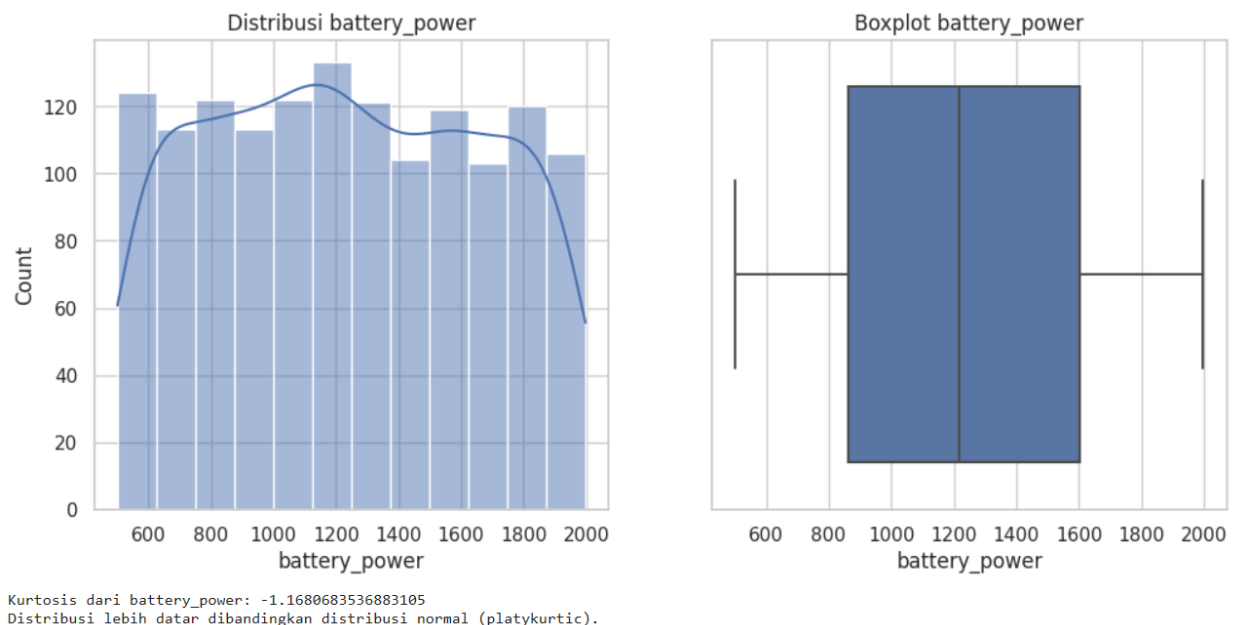 Distribusi battery_power
Boxplot battery_power
120
100
80
60
40
20
0
Count
600 800 1000 1200 1400 1600 1800 2000
battery_power
600 800 1000 1200 1400 1600 1800 2000
battery_power
Kurtosis dari battery_power: -1.1680683536883105
Distribusi lebih datar dibandingkan distribusi normal (platykurtic).